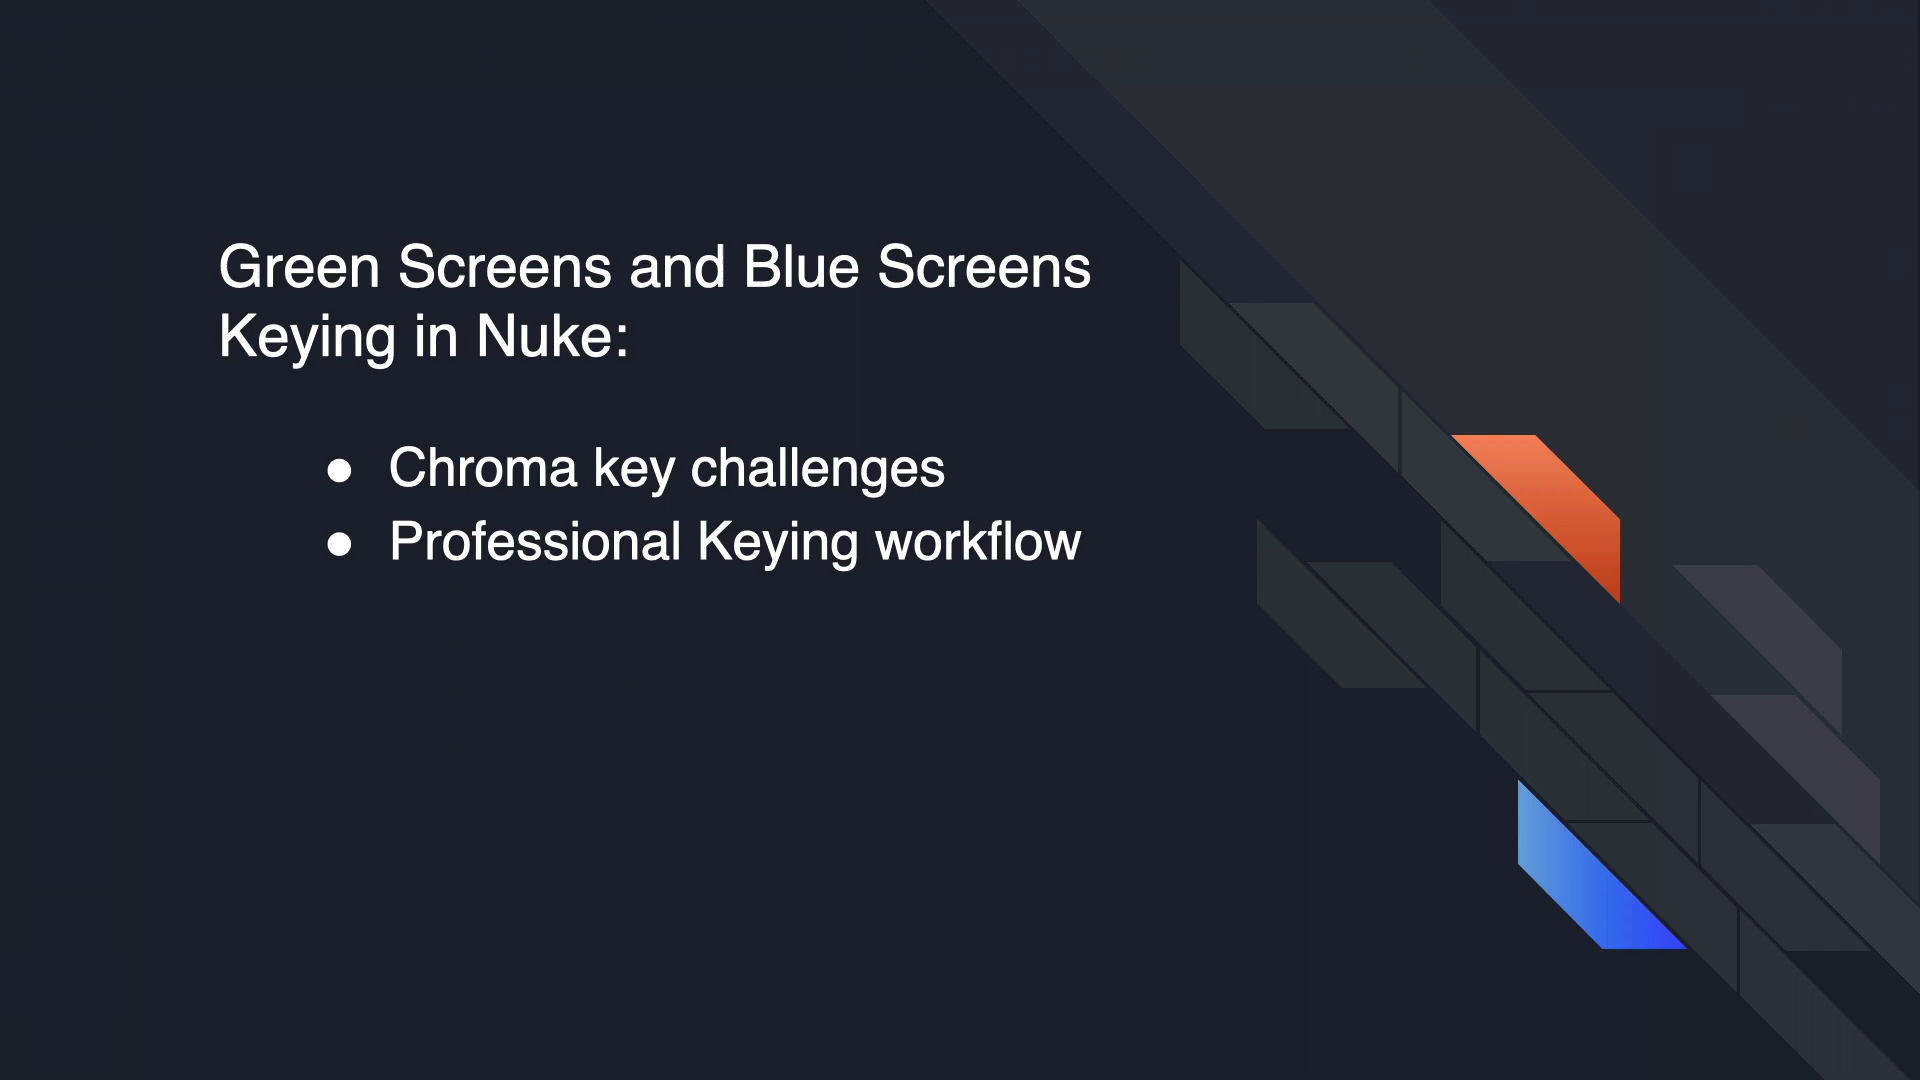 Green Screens and Blue Screens
Keying in Nuke:
● Chroma key challenges
● Professional Keying workflow